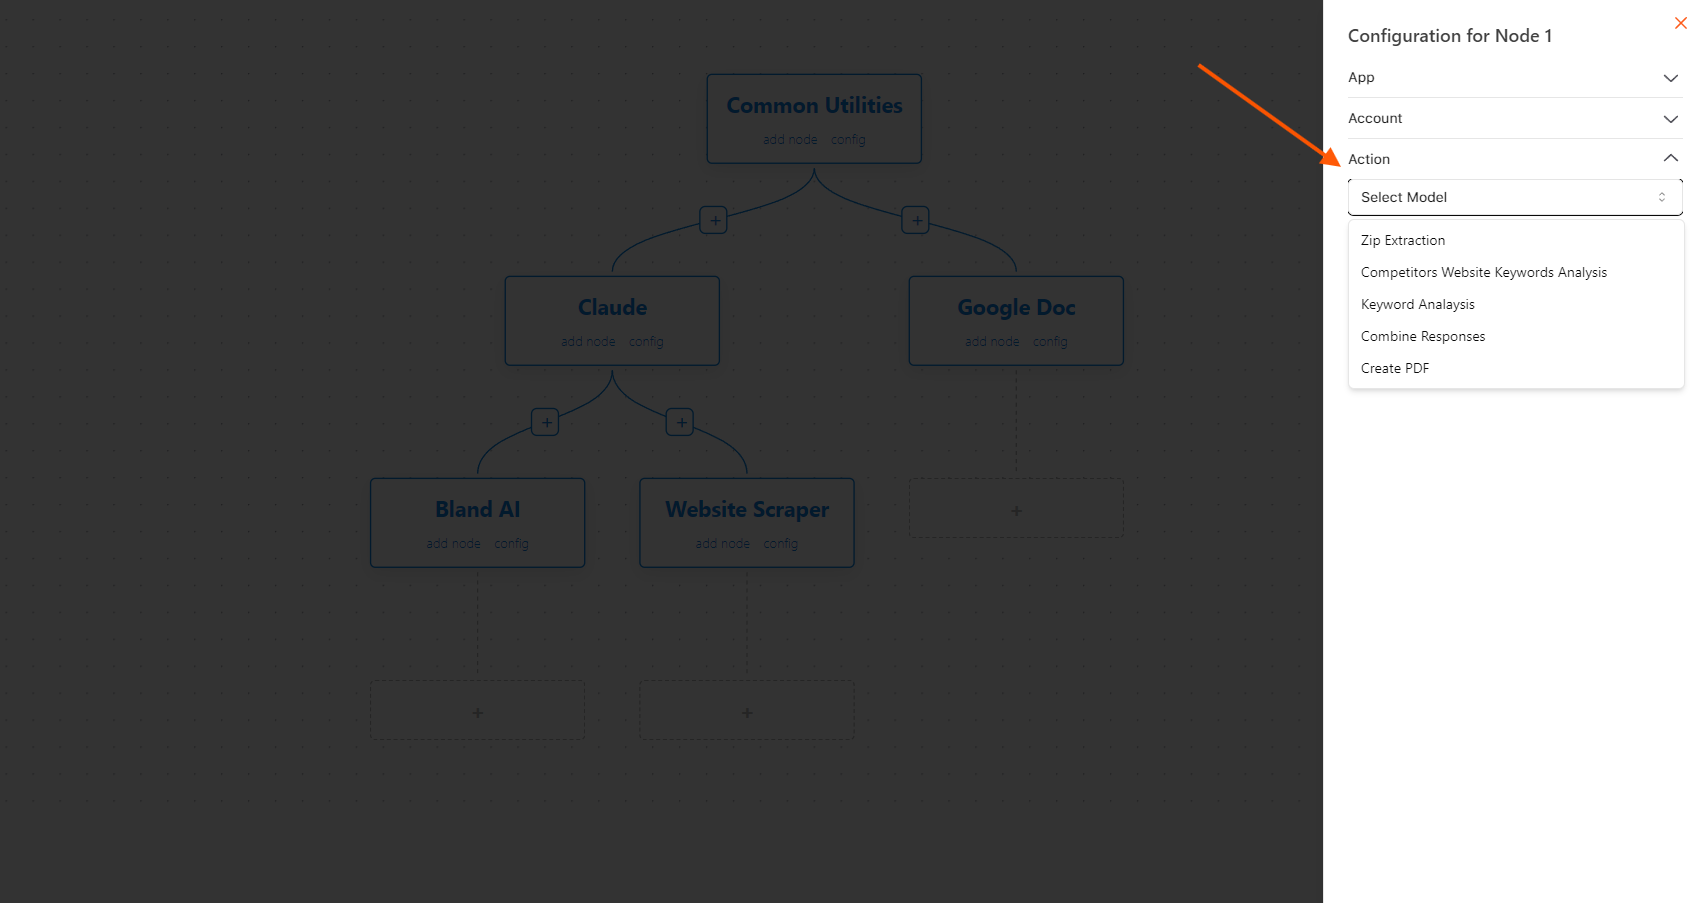 Configuration for Node 1
App
Account
Action
Select Model
Zip Extraction
Competitors Website Keywords Analysis
Keyword Analaysis
Combine Responses
Create PDF
Common Utilities
add node config
+ +
Claude
add node config
Google Doc
add node config
+ +
Bland AI
add node config
Website Scraper
add node config
+
+ +